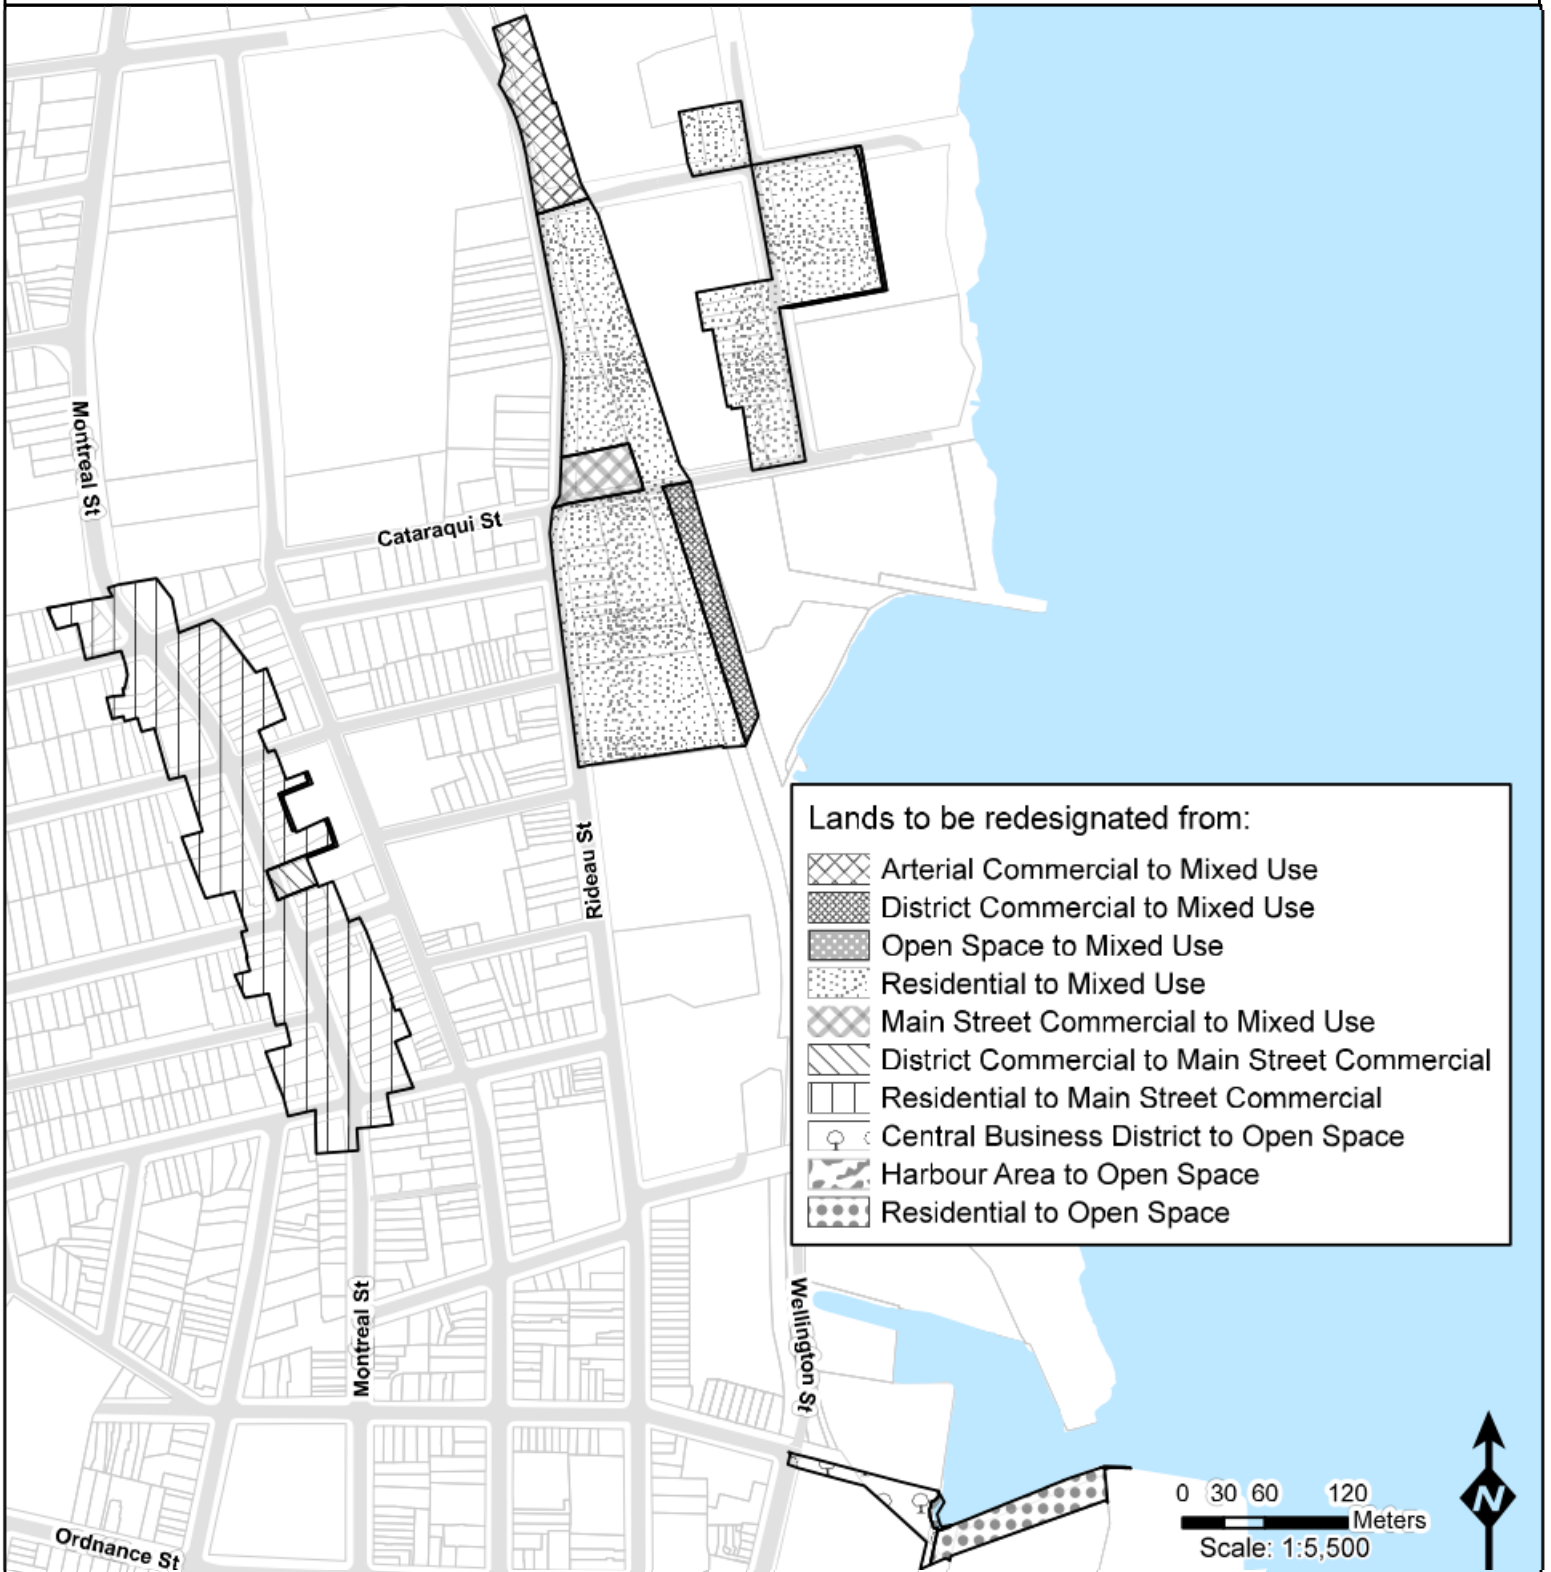 Montreal St
Cataraqui St
Rideau St
Lands to be redesignated from:
Arterial Commercial to Mixed Use
District Commercial to Mixed Use
Open Space to Mixed Use
Residential to Mixed Use
Main Street Commercial to Mixed Use
District Commercial to Main Street Commercial
Residential to Main Street Commercial
Central Business District to Open Space
Harbour Area to Open Space
Residential to Open Space
Montreal St
Wellington St
Ordnance St
0 30 60 120
Meters
Scale: 1:5,500
N